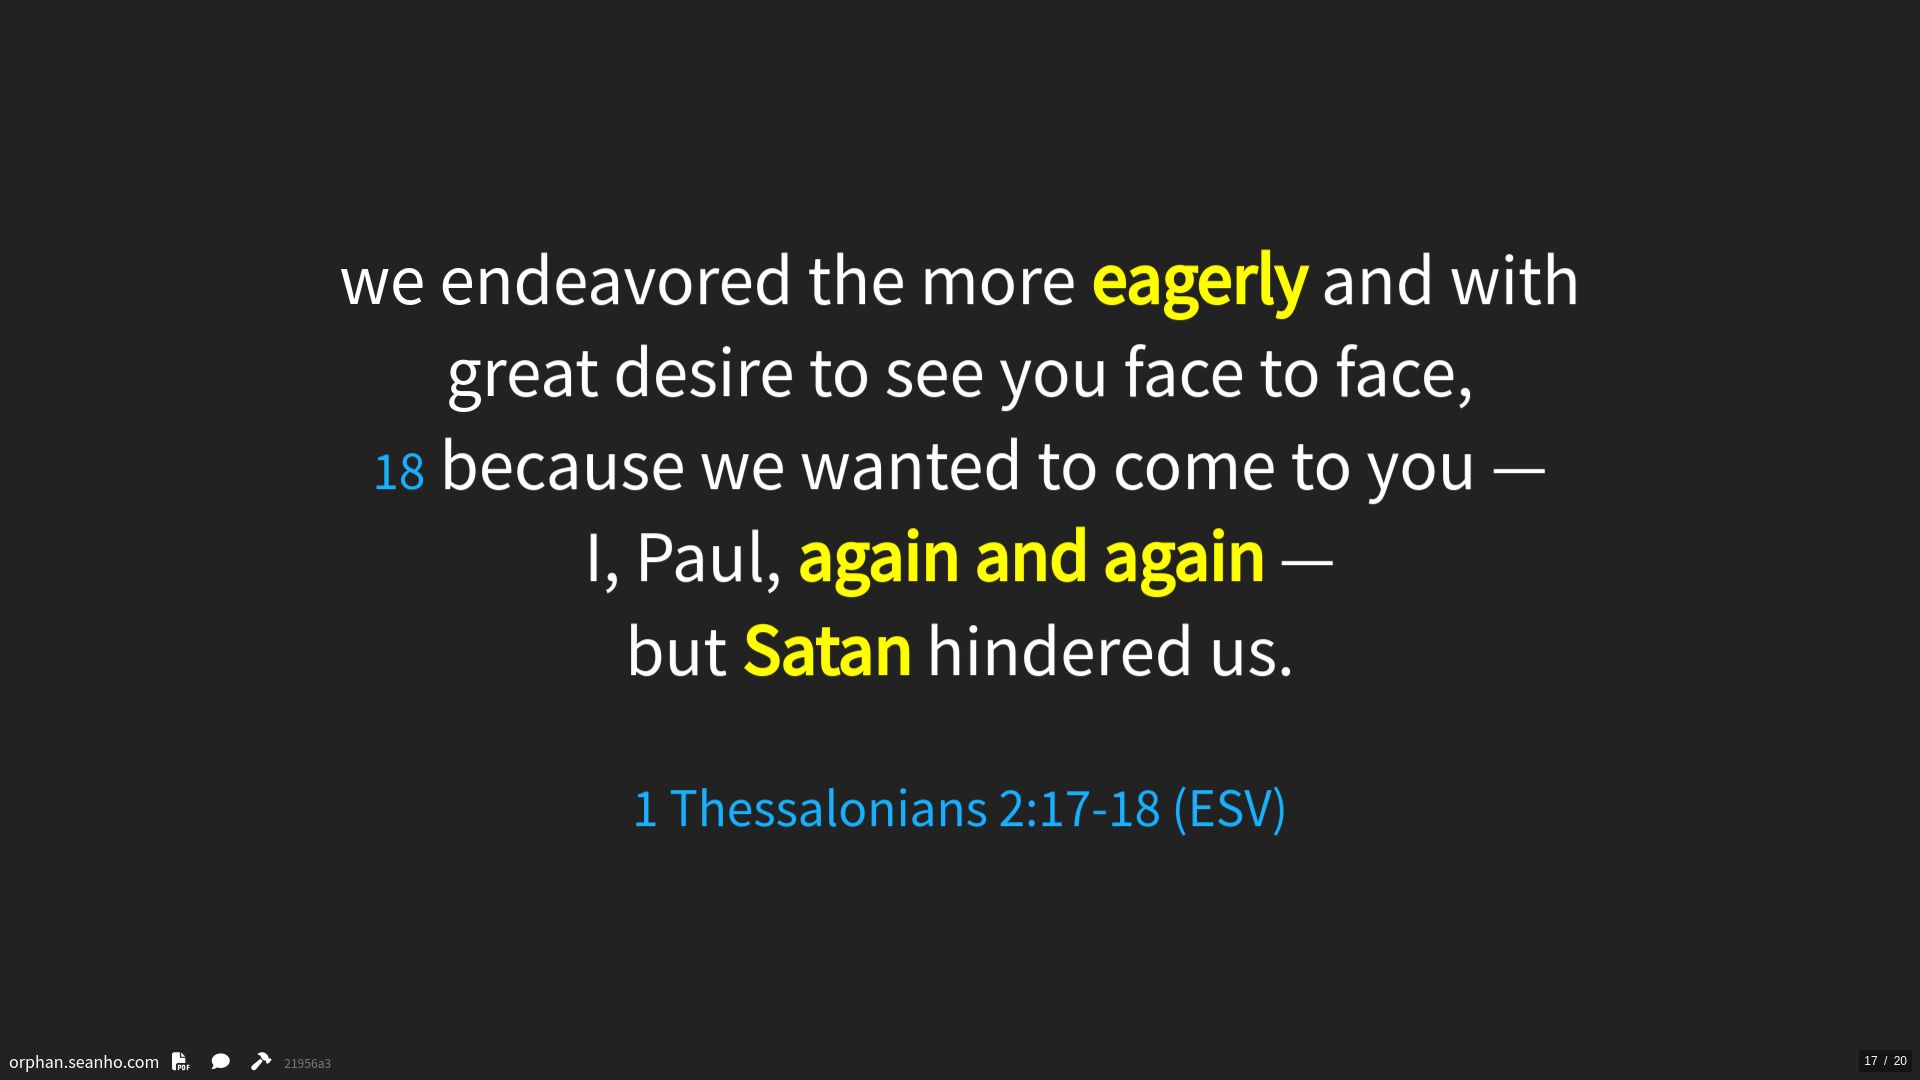 we endeavored the more eagerly and with
great desire to see you face to face,
18 because we wanted to come to you —
I, Paul, again and again —
but Satan hindered us.
1 Thessalonians 2:17-18 (ESV)
orphan.seanho.com 21956a3
17 / 20